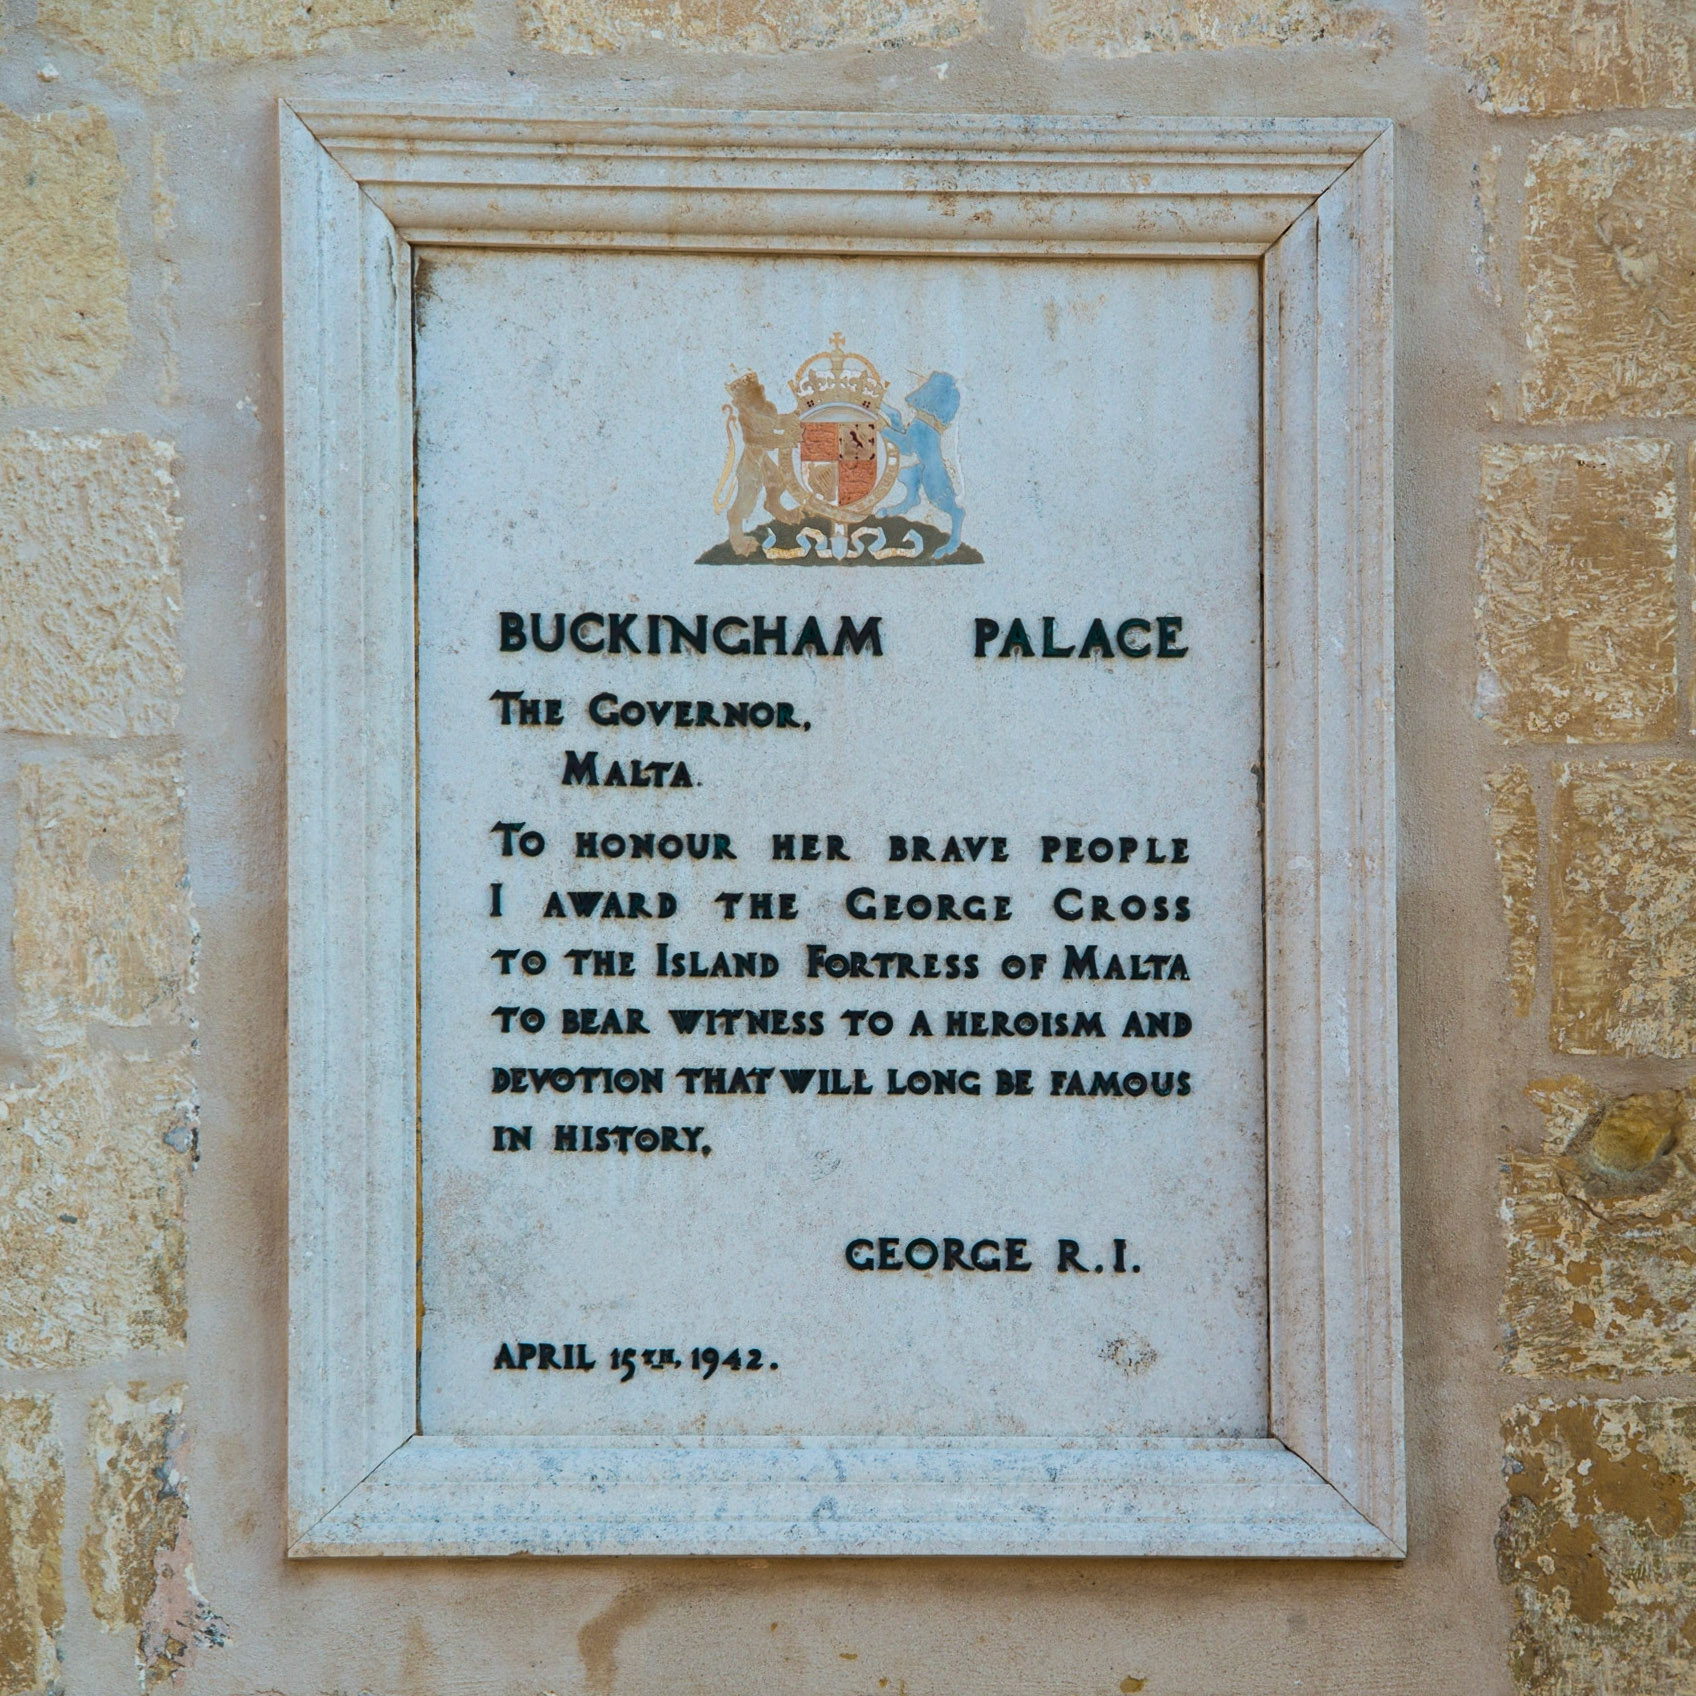 BUCKINGHAM PALACE
THE GOVERNOR,
MALTA.
TO HONOUR HER BRAVE PEOPLE
I AWARD THE GEORGE CROSS
TO THE ISLAND FORTRESS OF MALTA
TO BEAR WITNESS TO A HEROISM AND
DEVOTION THAT WILL LONG BE FAMOUS
IN HISTORY.
GEORGE R.I.
APRIL 15TH, 1942.